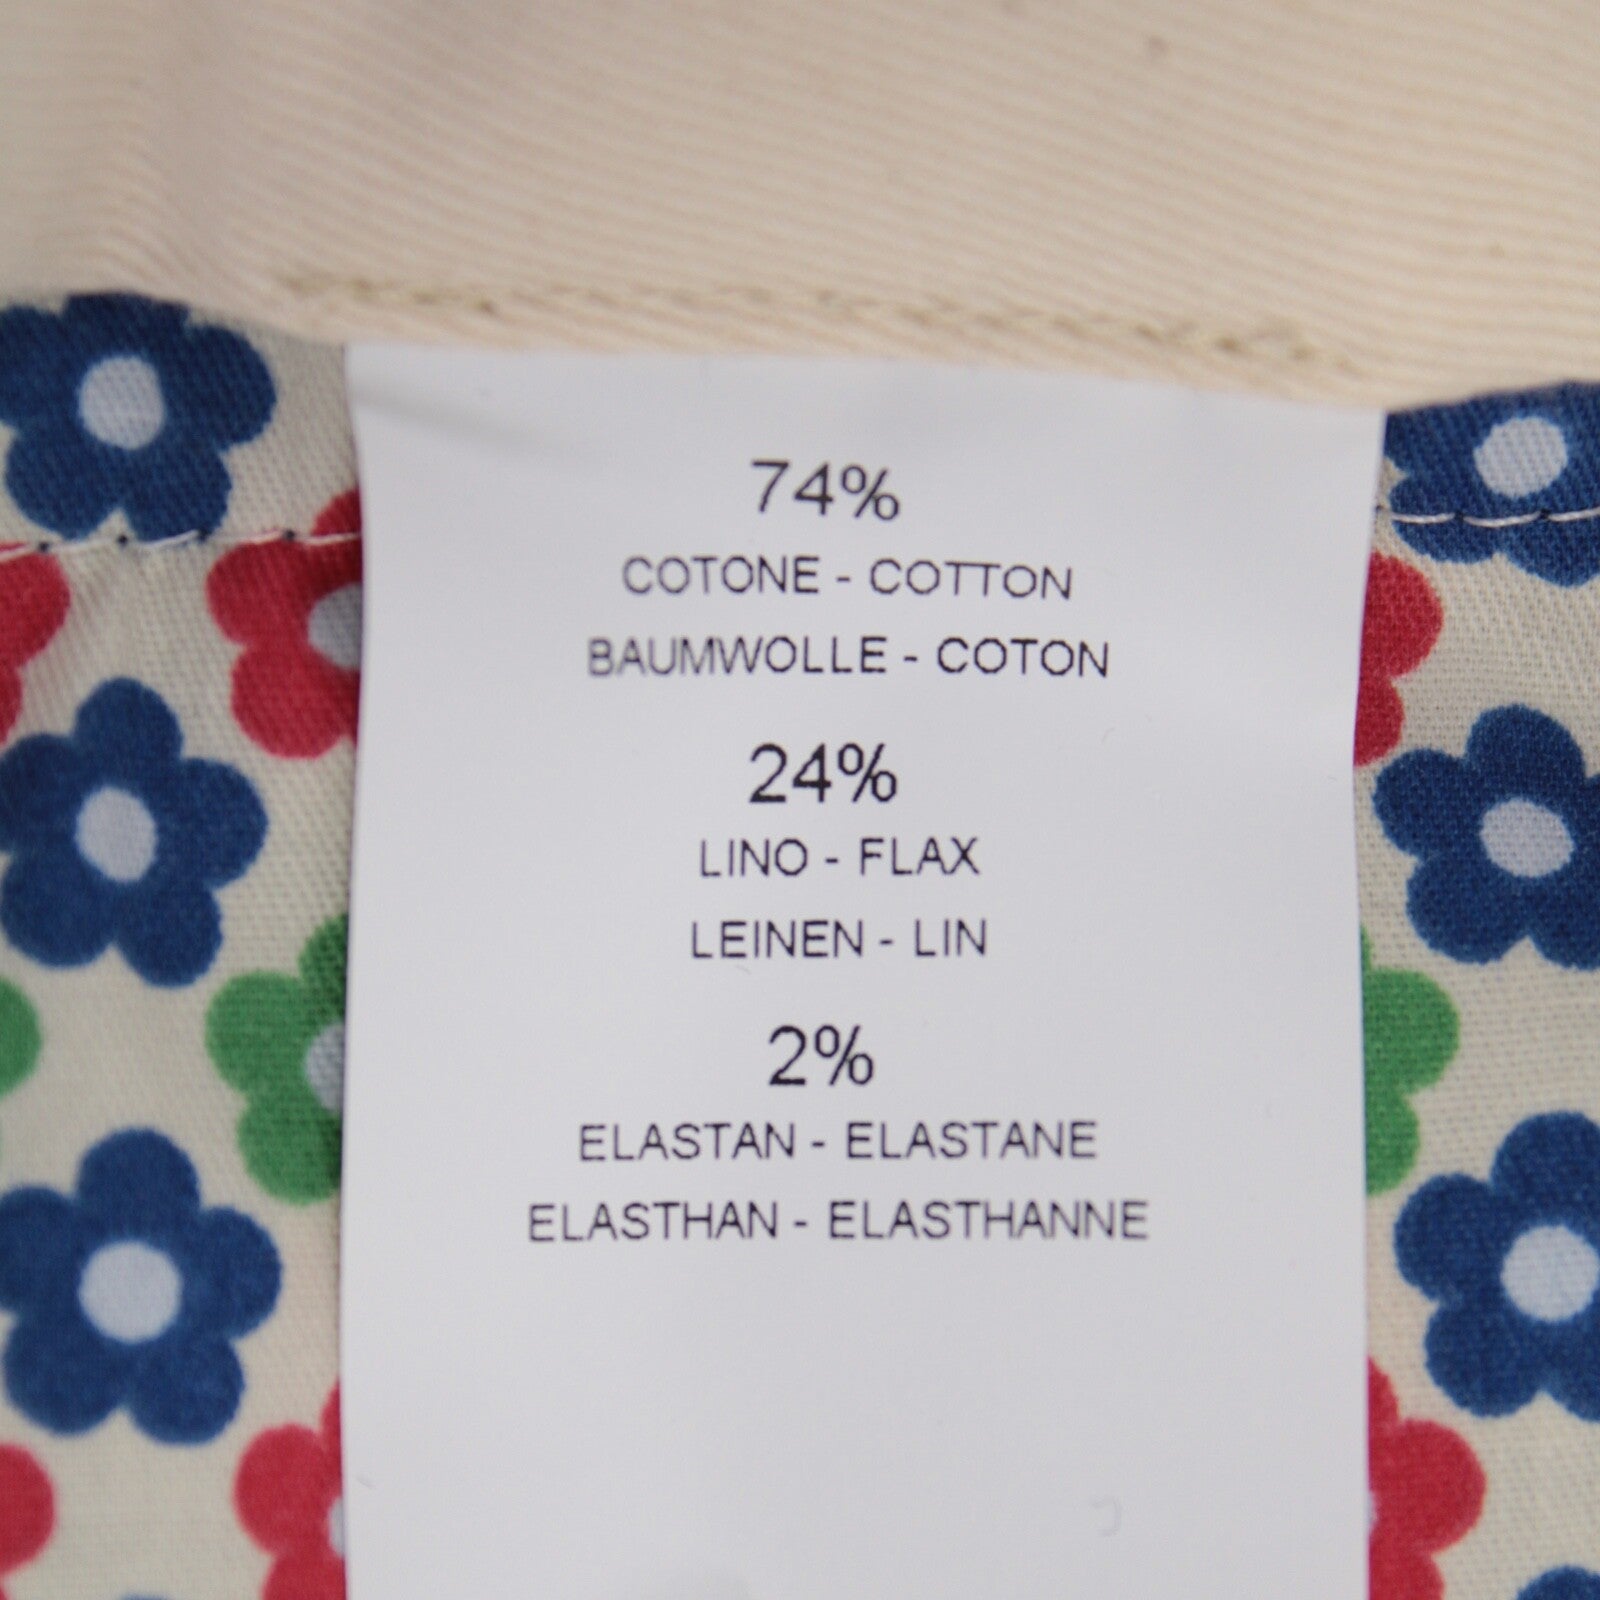 74%
COTONE - COTTON
BAUMWOLLE - COTON
24%
LINO - FLAX
LEINEN - LIN
2%
ELASTAN - ELASTANE
ELASTHAN - ELASTHANNE